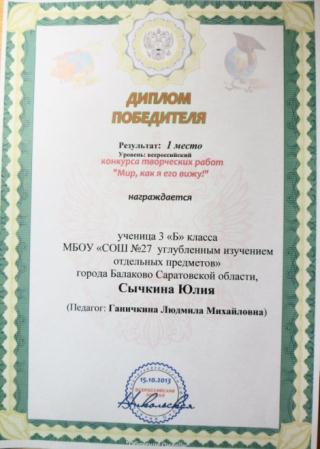 ДИПЛОМ
ПОБЕДИТЕЛЯ
Результат: 1 место
Уровень: всероссийский
конкурса творческих работ
"Мир, как я его вижу!"
награждается
ученица 3 «Б» класса
МБОУ «СОШ №27 углубленным изучением
отдельных предметов»
города Балаково Саратовской области,
Сычкина Юлия
(Педагог: Ганичкина Людмила Михайловна)
15.10.2013
ВСЕРОССИЙСКИЙ
Никольская